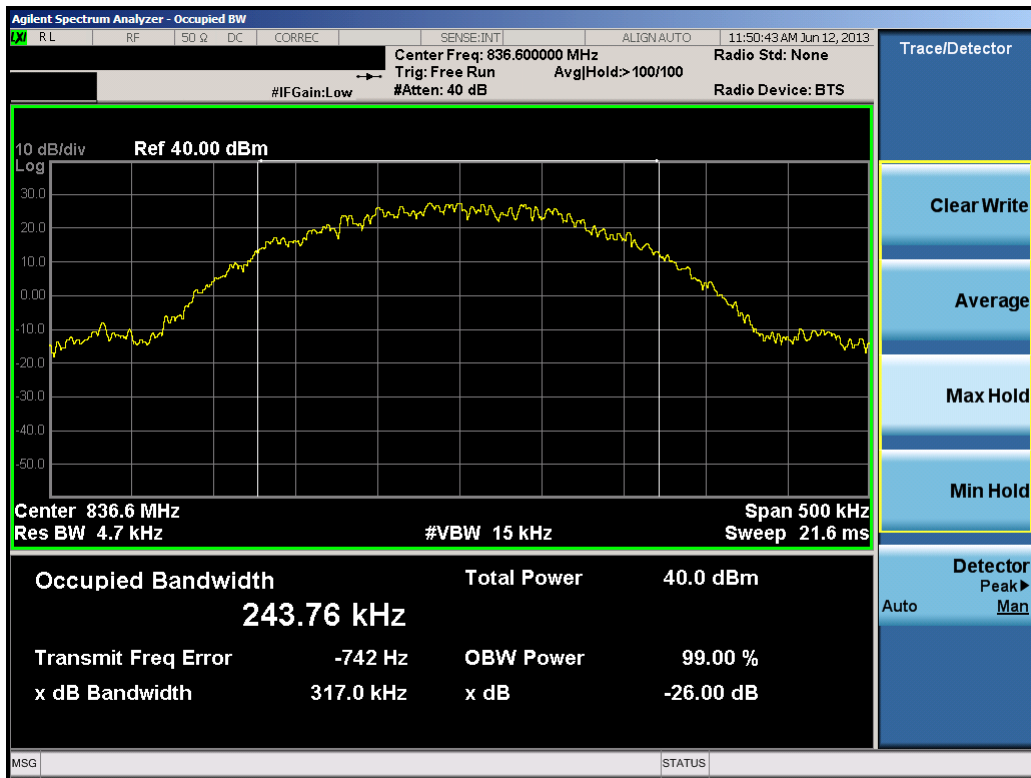 Agilent Spectrum Analyzer - Occupied BW
LXI RL RF 50 Ω DC CORREC SENSE:INT ALIGN AUTO 11:50:43 AM Jun 12, 2013
Center Freq: 836.600000 MHz Radio Std: None
Trig: Free Run Avg|Hold:>100/100
#IFGain:Low #Atten: 40 dB Radio Device: BTS
10 dB/div Ref 40.00 dBm
Log
30.0
20.0
10.0
0.00
-10.0
-20.0
-30.0
-40.0
-50.0
Center 836.6 MHz Span 500 kHz
Res BW 4.7 kHz #VBW 15 kHz Sweep 21.6 ms
Occupied Bandwidth Total Power 40.0 dBm
243.76 kHz
Transmit Freq Error -742 Hz OBW Power 99.00 %
x dB Bandwidth 317.0 kHz x dB -26.00 dB
MSG STATUS
Trace/Detector
Clear Write
Average
Max Hold
Min Hold
Detector
Peak▶
Auto Man